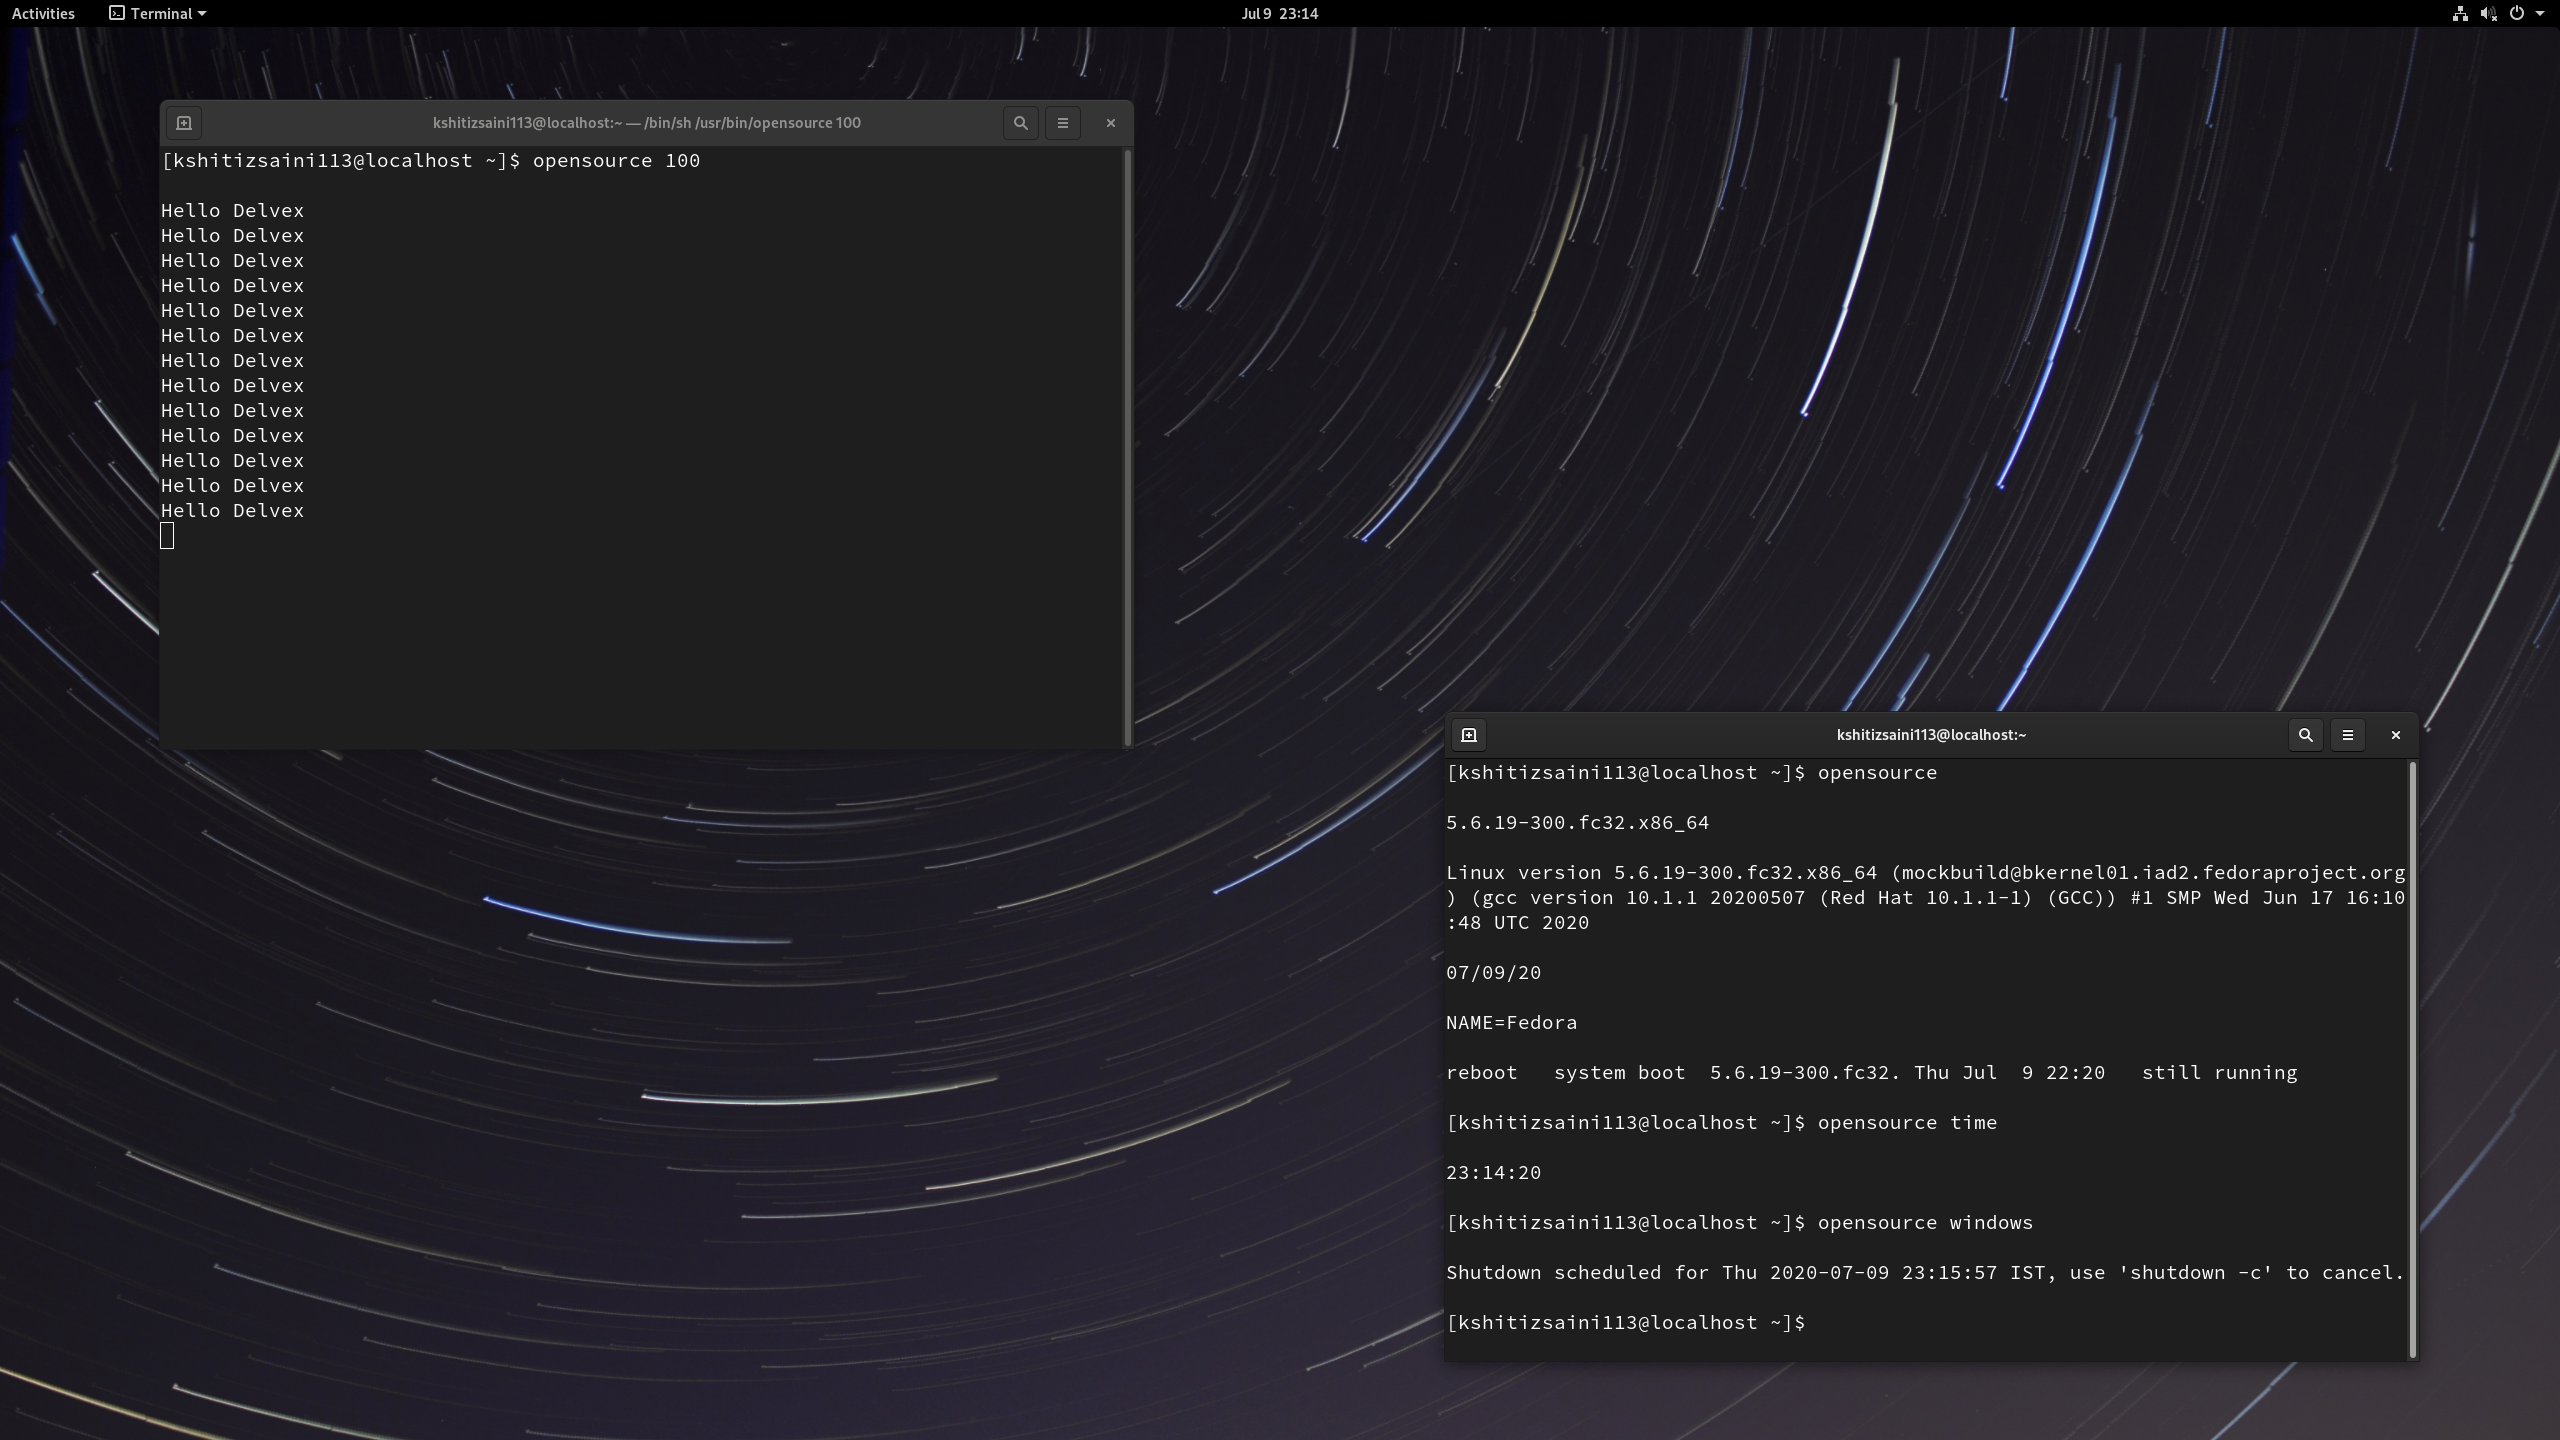 Activities
Terminal
Jul 9 23:14
kshitizsaini113@localhost:~ — /bin/sh /usr/bin/opensource 100
[kshitizsaini113@localhost ~]$ opensource 100
Hello Delvex
Hello Delvex
Hello Delvex
Hello Delvex
Hello Delvex
Hello Delvex
Hello Delvex
Hello Delvex
Hello Delvex
Hello Delvex
Hello Delvex
Hello Delvex
Hello Delvex
kshitizsaini113@localhost:~
[kshitizsaini113@localhost ~]$ opensource
5.6.19-300.fc32.x86_64
Linux version 5.6.19-300.fc32.x86_64 (mockbuild@bkernel01.iad2.fedoraproject.org
) (gcc version 10.1.1 20200507 (Red Hat 10.1.1-1) (GCC)) #1 SMP Wed Jun 17 16:10
:48 UTC 2020
07/09/20
NAME=Fedora
reboot   system boot  5.6.19-300.fc32. Thu Jul  9 22:20   still running
[kshitizsaini113@localhost ~]$ opensource time
23:14:20
[kshitizsaini113@localhost ~]$ opensource windows
Shutdown scheduled for Thu 2020-07-09 23:15:57 IST, use 'shutdown -c' to cancel.
[kshitizsaini113@localhost ~]$